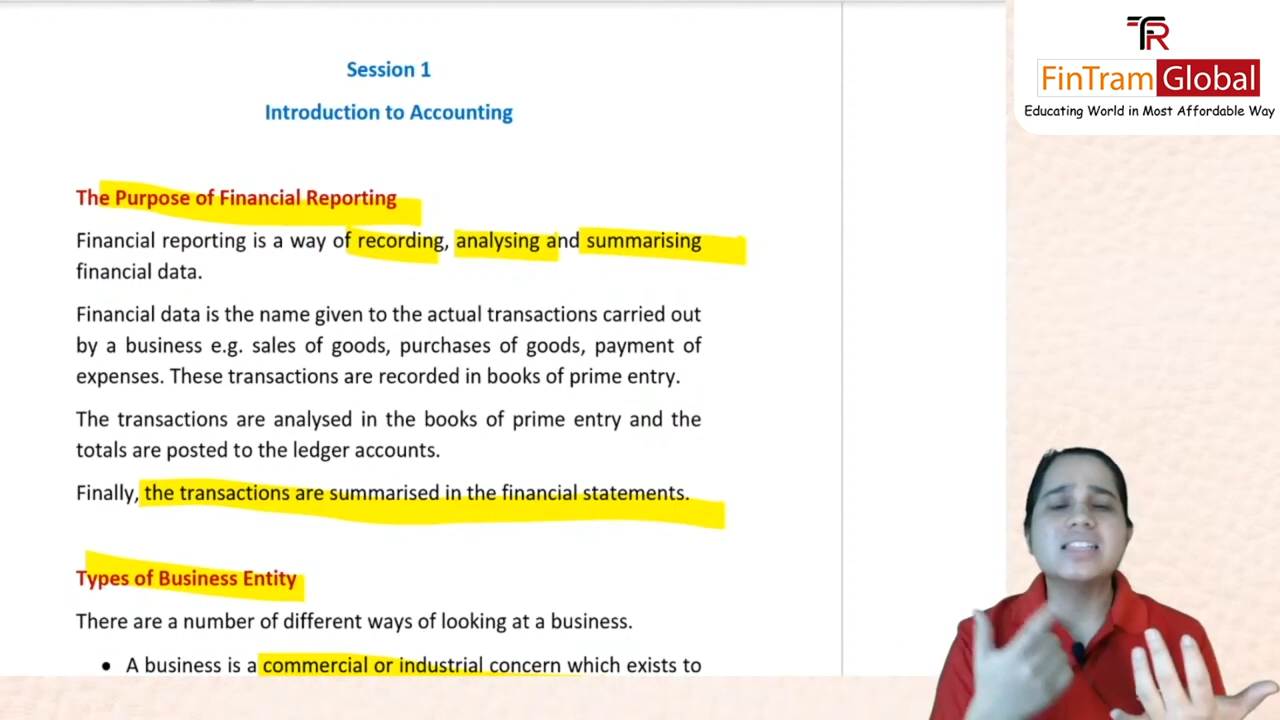 Session 1
Introduction to Accounting
The Purpose of Financial Reporting
Financial reporting is a way of recording, analysing and summarising
financial data.
Financial data is the name given to the actual transactions carried out
by a business e.g. sales of goods, purchases of goods, payment of
expenses. These transactions are recorded in books of prime entry.
The transactions are analysed in the books of prime entry and the
totals are posted to the ledger accounts.
Finally, the transactions are summarised in the financial statements.
Types of Business Entity
There are a number of different ways of looking at a business.
• A business is a commercial or industrial concern which exists to
TR
FinTram Global
Educating World in Most Affordable Way